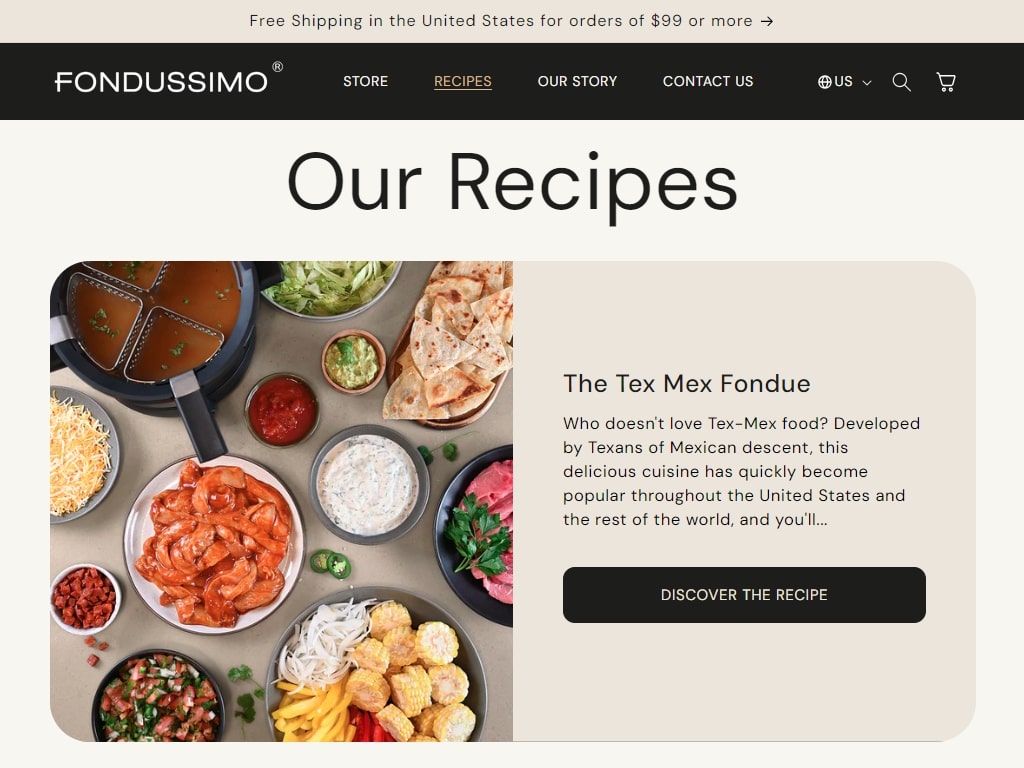 Free Shipping in the United States for orders of $99 or more →
FONDUSSIMO®
STORE
RECIPES
OUR STORY
CONTACT US
US
Our Recipes
The Tex Mex Fondue
Who doesn't love Tex-Mex food? Developed
by Texans of Mexican descent, this
delicious cuisine has quickly become
popular throughout the United States and
the rest of the world, and you'll...
DISCOVER THE RECIPE